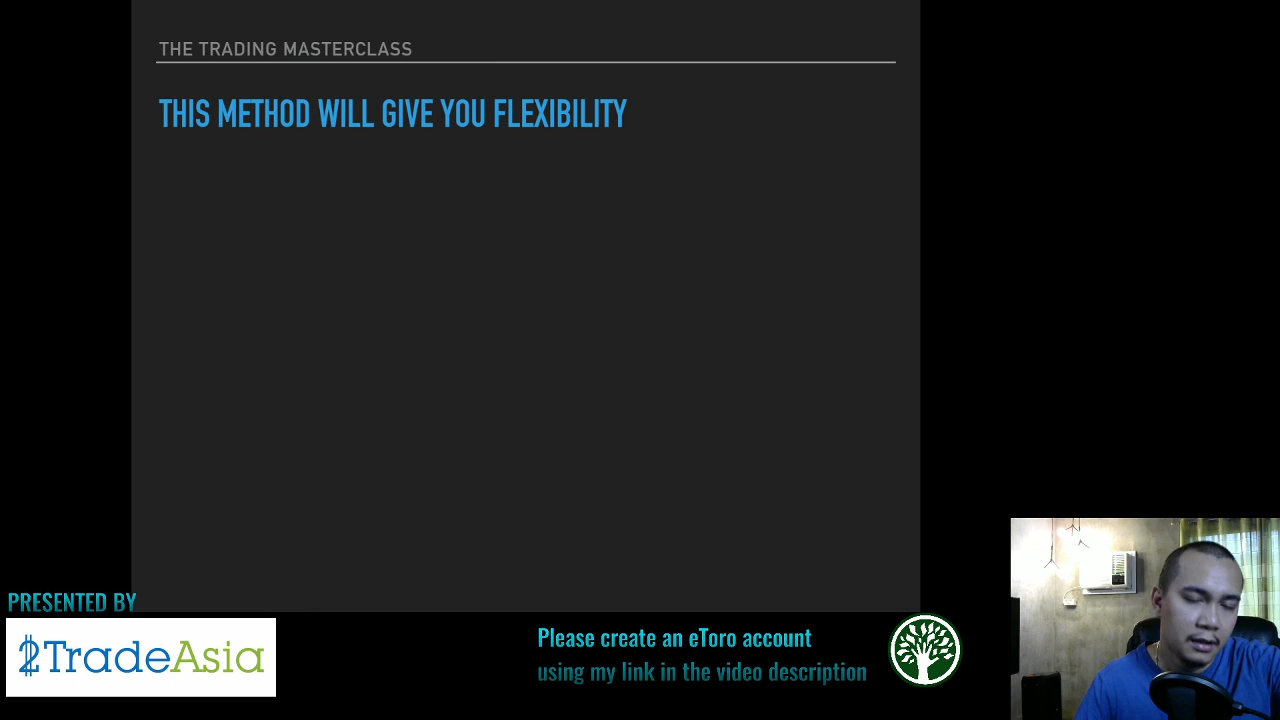 THE TRADING MASTERCLASS
THIS METHOD WILL GIVE YOU FLEXIBILITY
PRESENTED BY
2TradeAsia
Please create an eToro account
using my link in the video description